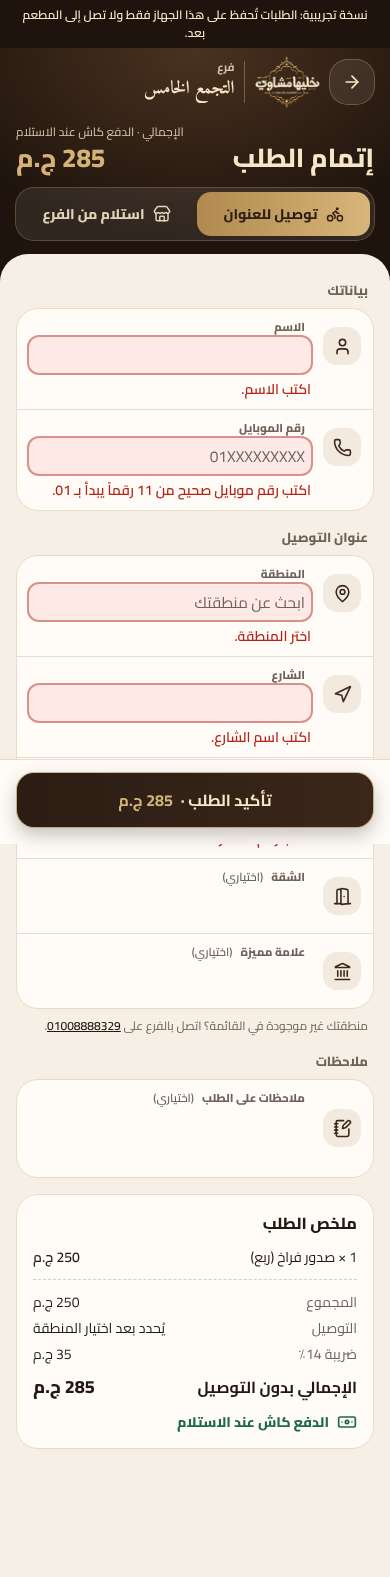 نسخة تجريبية: الطلبات تُحفظ على هذا الجهاز فقط ولا تصل إلى المطعم
بعد.
خليها مشاوي
فرع
التجمع الخامس
الإجمالي · الدفع كاش عند الاستلام
إتمام الطلب
285 ج.م
توصيل للعنوان
استلام من الفرع
بياناتك
الاسم
اكتب الاسم.
رقم الموبايل
01XXXXXXXXX
اكتب رقم موبايل صحيح من 11 رقماً يبدأ بـ 01.
عنوان التوصيل
المنطقة
ابحث عن منطقتك
اختر المنطقة.
الشارع
اكتب اسم الشارع.
تأكيد الطلب · 285 ج.م
الشقة (اختياري)
علامة مميزة (اختياري)
منطقتك غير موجودة في القائمة؟ اتصل بالفرع على 01008888329.
ملاحظات
ملاحظات على الطلب (اختياري)
ملخص الطلب
1 × صدور فراخ (ربع) 250 ج.م
المجموع 250 ج.م
التوصيل يُحدد بعد اختيار المنطقة
ضريبة 14٪ 35 ج.م
الإجمالي بدون التوصيل 285 ج.م
الدفع كاش عند الاستلام